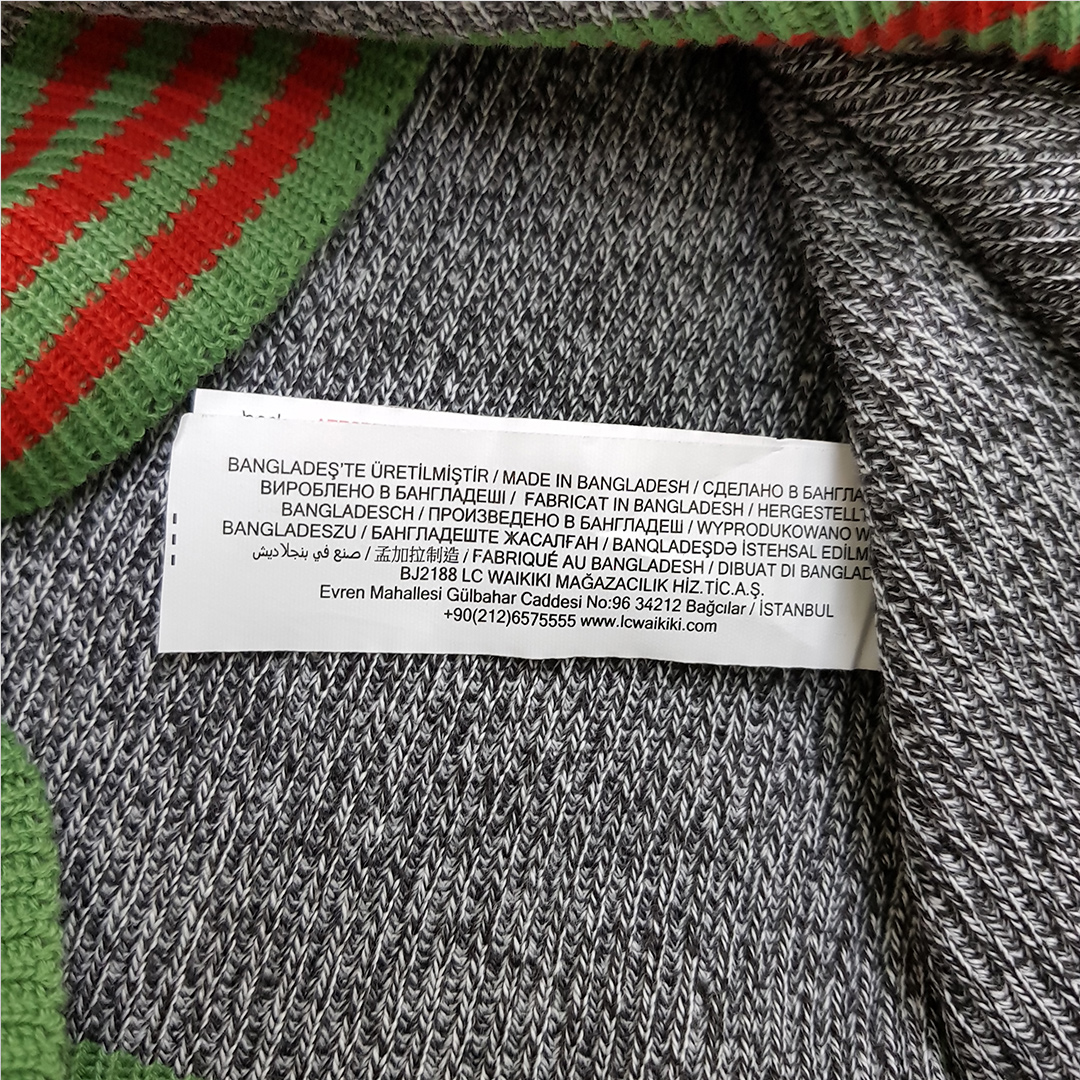 BANGLADEŞ'TE ÜRETİLMİŞTİR / MADE IN BANGLADESH / СДЕЛАНО В
ВИРОБЛЕНО В БАНГЛАДЕШІ / FABRICAT IN BANGLADESH / HERGESTELLT
BANGLADESCH / ПРОИЗВЕДЕНО В БАНГЛАДЕШ / WYPRODUKOWANO W
BANGLADESZU / БАНГЛАДЕШТЕ ЖАСАЛҒАН / BANQLADEŞDƏ İSTEHSAL
صنع في بنجلاديش / 孟加拉制造 / FABRIQUÉ AU BANGLADESH / DIBUAT DI
BJ2188 LC WAIKIKI MAĞAZACILIK HİZ.TİC.A.Ş.
Evren Mahallesi Gülbahar Caddesi No:96 34212 Bağcılar / İSTANBUL
+90(212)6575555 www.lcwaikiki.com